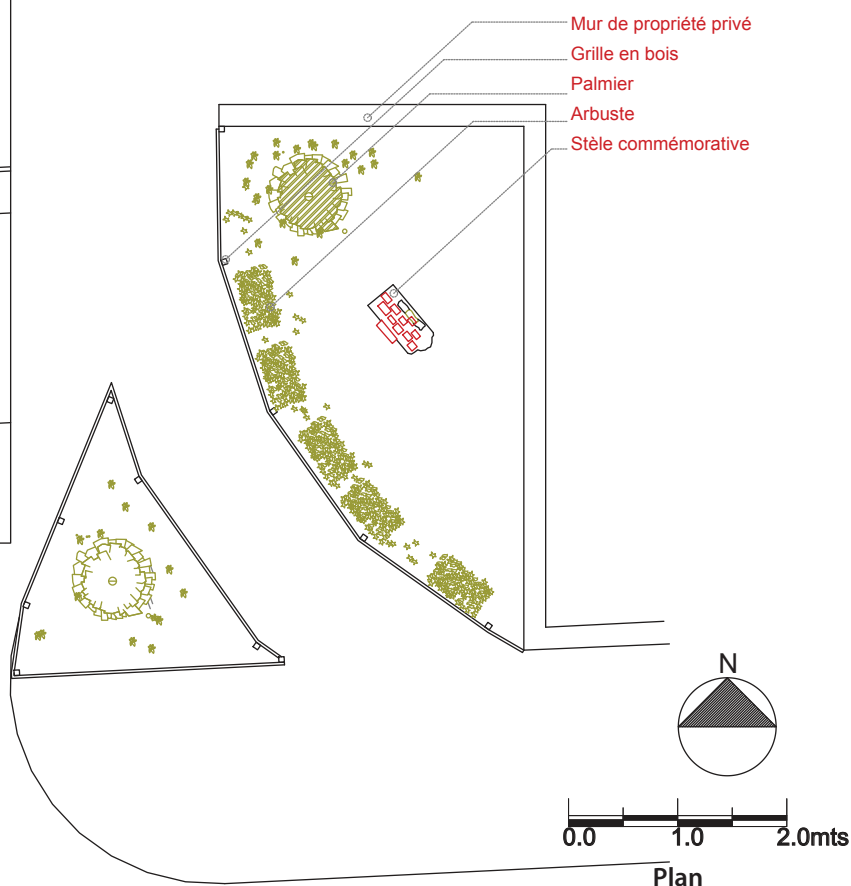 Mur de propriété privé
Grille en bois
Palmier
Arbuste
Stèle commémorative
N
0.0 1.0 2.0mts
Plan